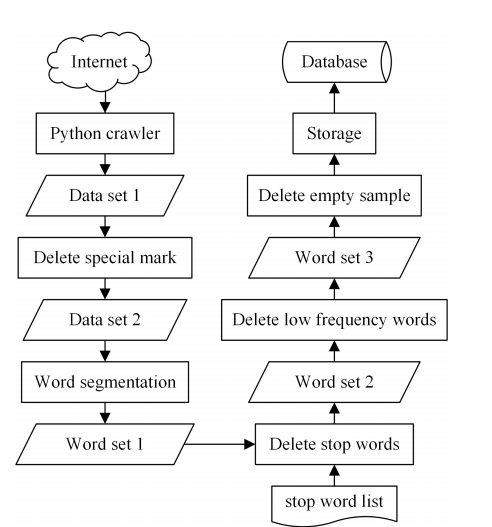 Internet
Python crawler
Data set 1
Delete special mark
Data set 2
Word segmentation
Word set 1
Database
Storage
Delete empty sample
Word set 3
Delete low frequency words
Word set 2
Delete stop words
stop word list